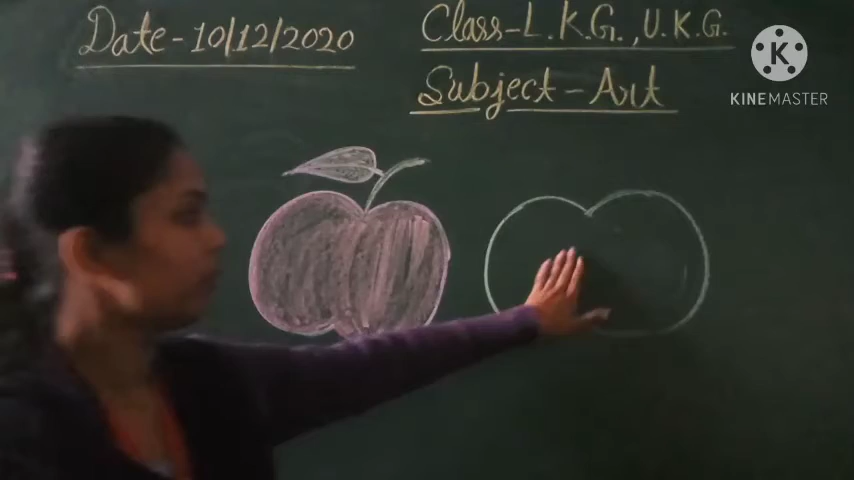 Date-10/12/2020
Class-L.K.G.,U.K.G.
Subject-Art
K
KINEMASTER